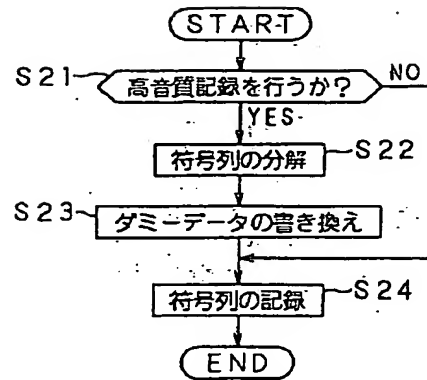 START
S21 高音質記録を行うか? NO
YES
符号列の分解 S22
S23 ダミーデータの書き換え
符号列の記録 S24
END